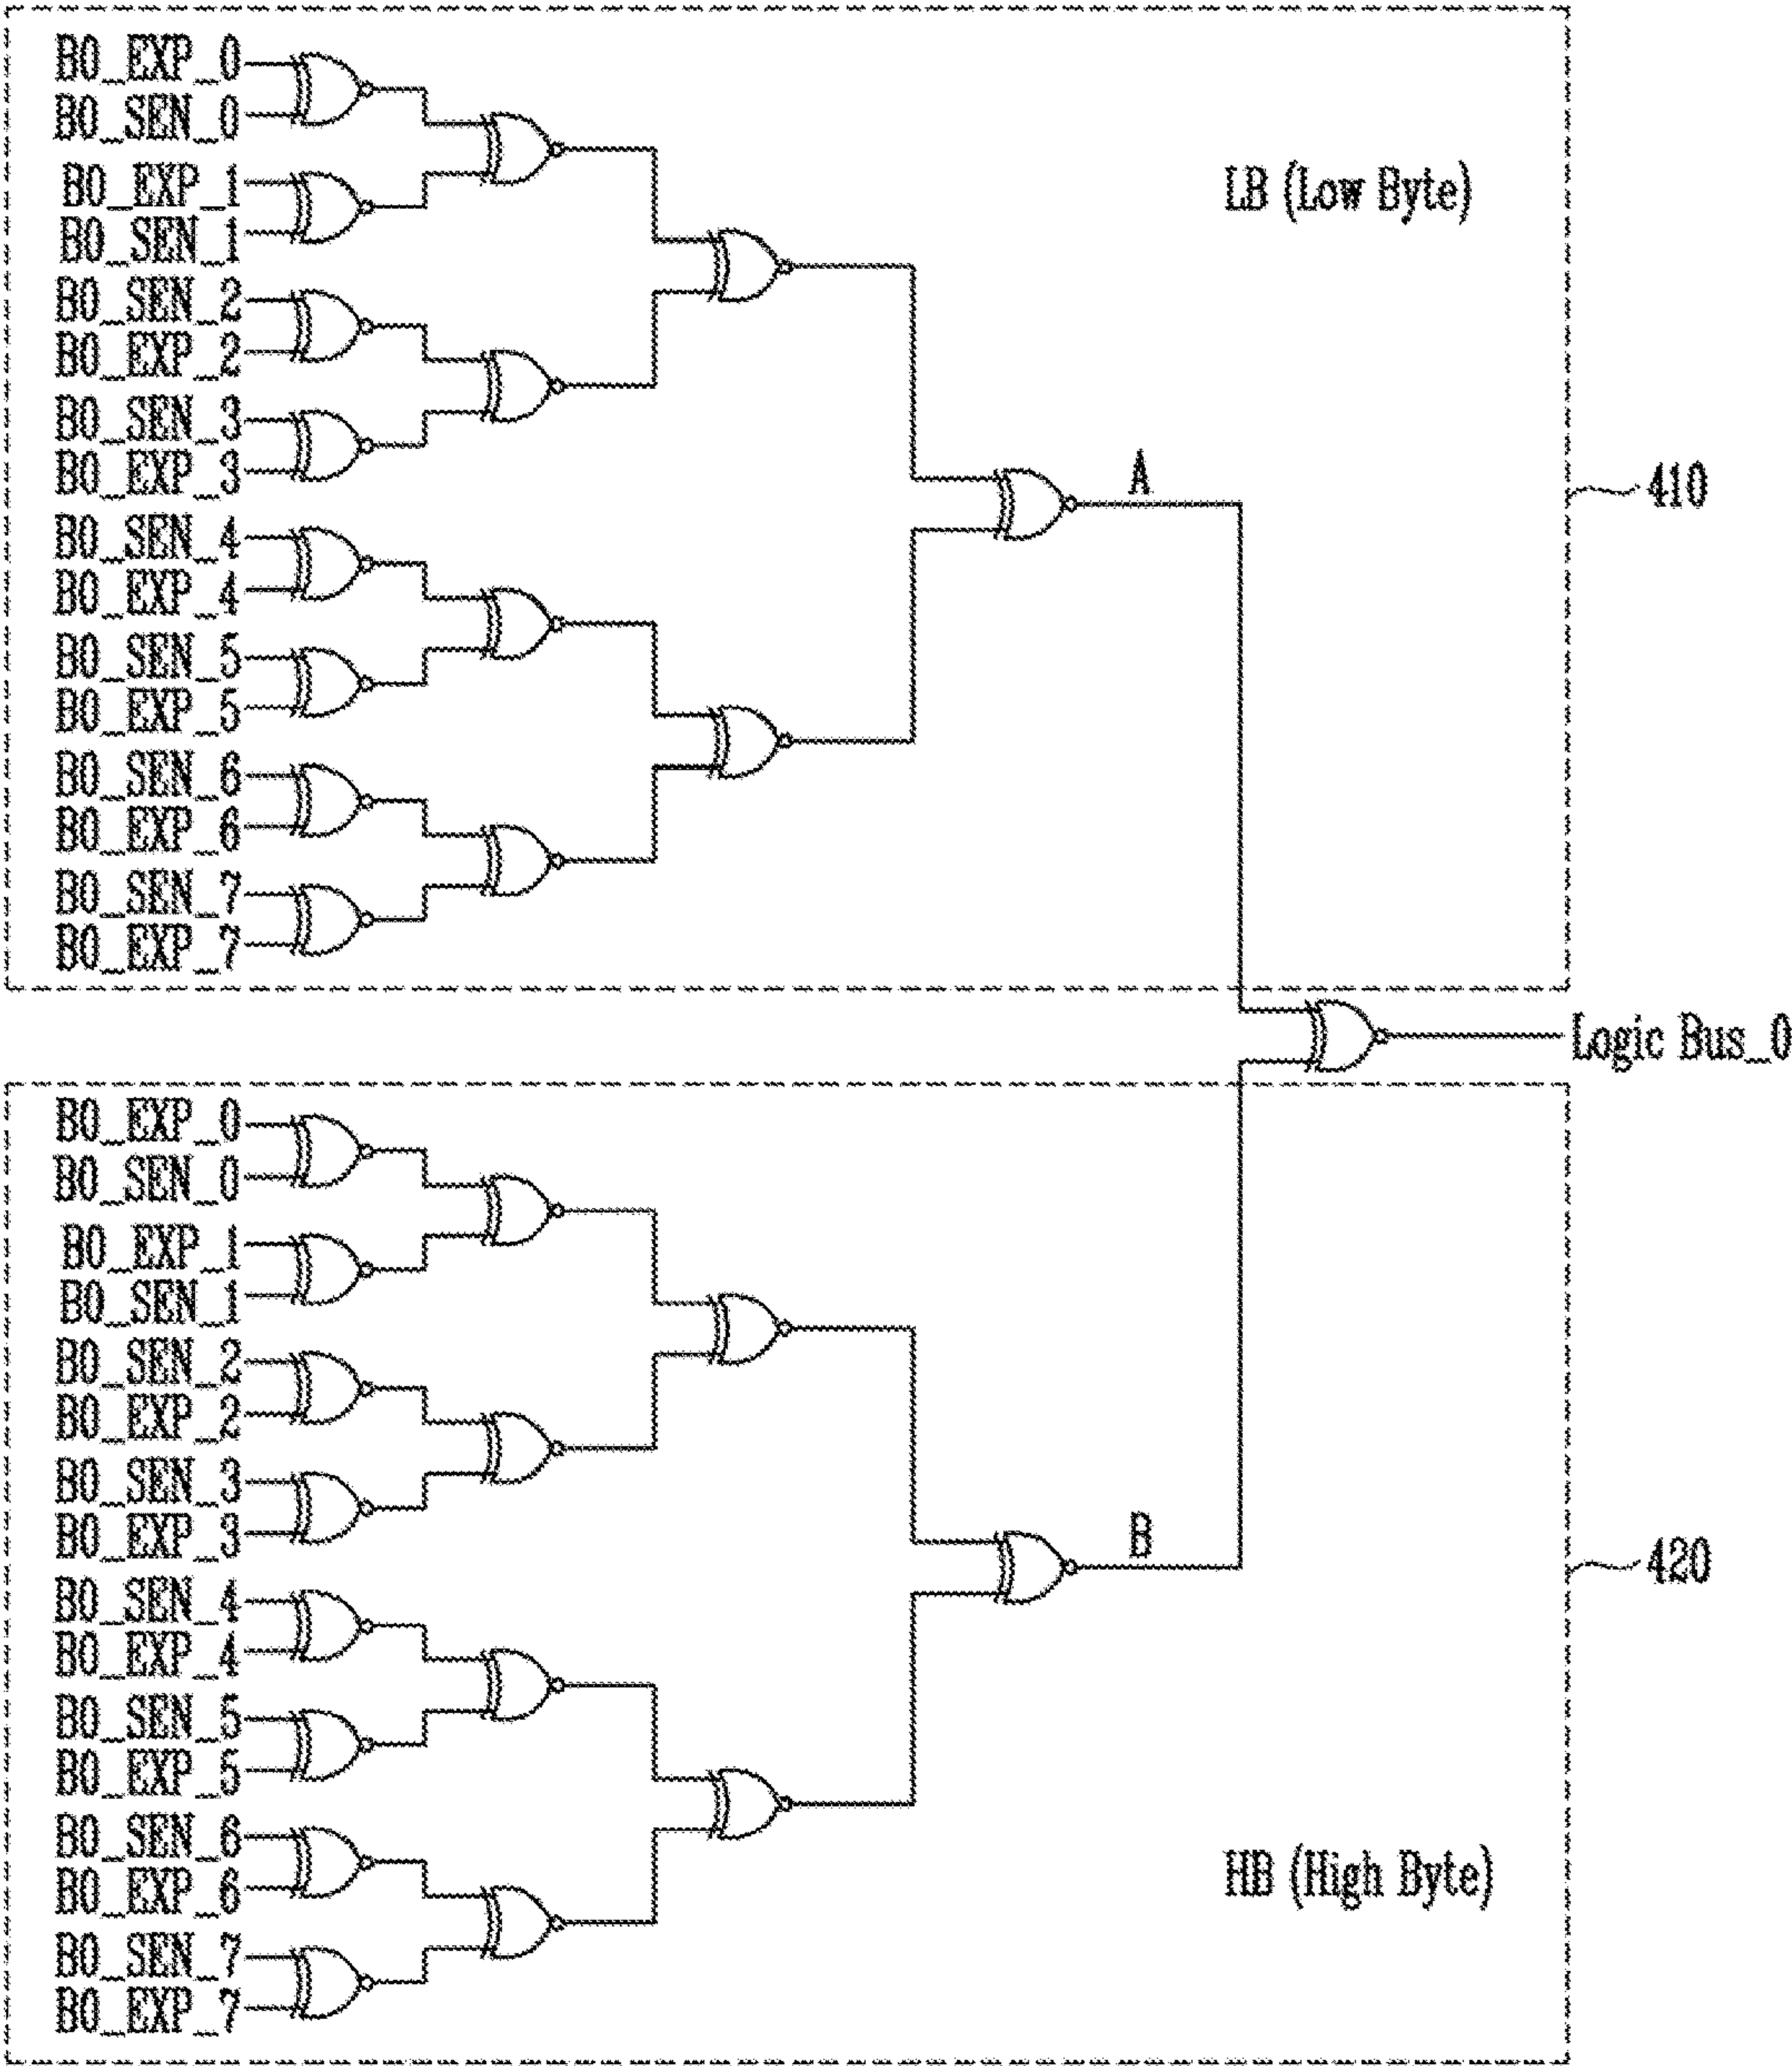 B0_EXP_0
B0_SEN_0
B0_EXP_1
B0_SEN_1
LB (Low Byte)
B0_SEN_2
B0_EXP_2
B0_SEN_3
B0_EXP_3
A
410
B0_SEN_4
B0_EXP_4
B0_SEN_5
B0_EXP_5
B0_SEN_6
B0_EXP_6
B0_SEN_7
B0_EXP_7
Logic Bus_0
B0_EXP_0
B0_SEN_0
B0_EXP_1
B0_SEN_1
B0_SEN_2
B0_EXP_2
B0_SEN_3
B0_EXP_3
B
420
B0_SEN_4
B0_EXP_4
B0_SEN_5
B0_EXP_5
B0_SEN_6
B0_EXP_6
HB (High Byte)
B0_SEN_7
B0_EXP_7